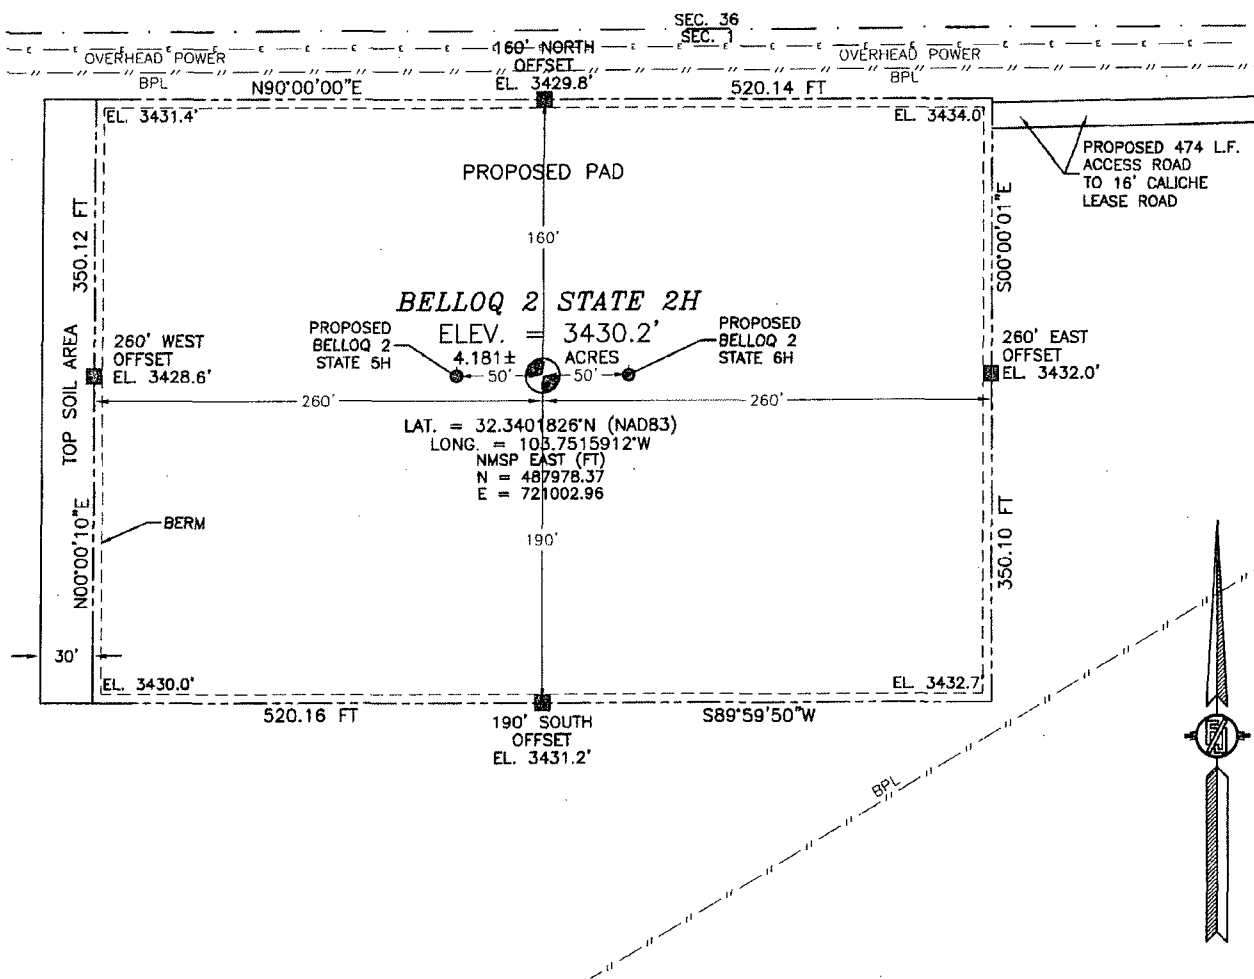 SEC. 36
SEC. 1
OVERHEAD POWER
OVERHEAD POWER
BPL
BPL
160' NORTH
OFFSET
EL. 3429.8'
N90°00'00"E
520.14 FT
EL. 3431.4'
EL. 3434.0'
PROPOSED PAD
PROPOSED 474 L.F.
ACCESS ROAD
TO 16' CALICHE
LEASE ROAD
350.12 FT
S00°00'01"E
160'
BELLOQ 2 STATE 2H
ELEV. = 3430.2'
4.181± ACRES
PROPOSED
BELLOQ 2
STATE 5H
PROPOSED
BELLOQ 2
STATE 6H
50'
50'
260' WEST
OFFSET
EL. 3428.6'
260' EAST
OFFSET
EL. 3432.0'
TOP SOIL AREA
260'
260'
LAT. = 32.3401826°N (NAD83)
LONG. = 103.7515912°W
NMSP EAST (FT)
N = 487978.37
E = 721002.96
BERM
190'
N00°00'10"E
350.10 FT
30'
EL. 3430.0'
EL. 3432.7'
520.16 FT
190' SOUTH
OFFSET
EL. 3431.2'
S89°59'50"W
BPL